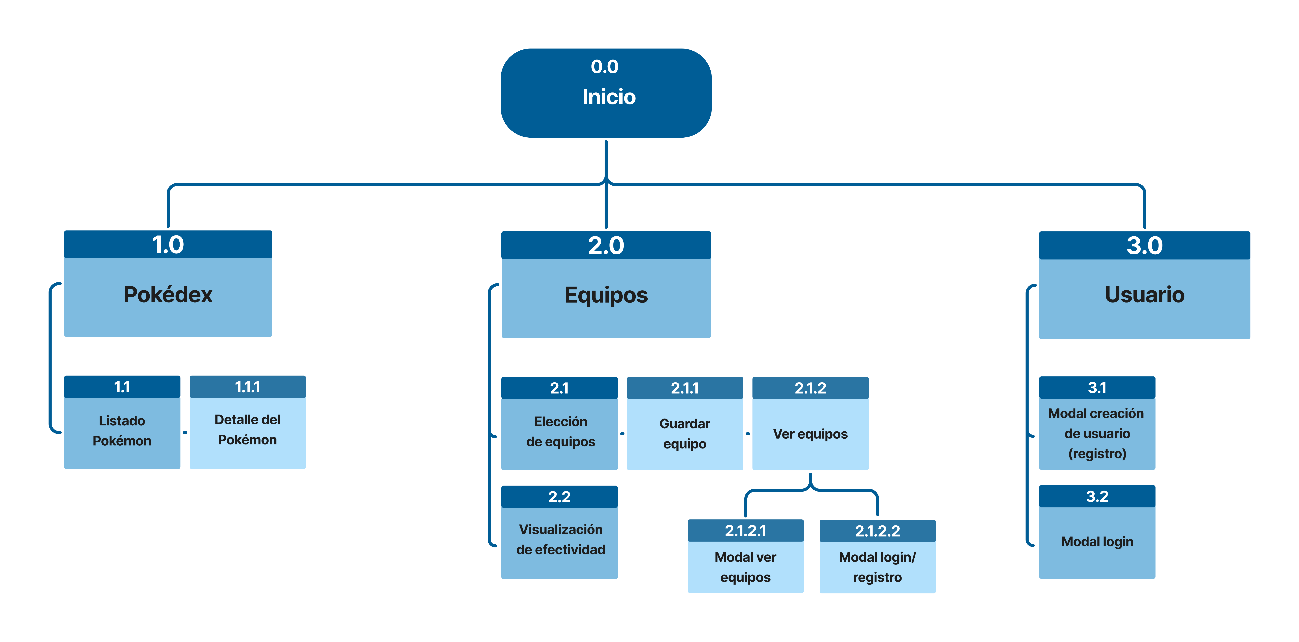 0.0
Inicio
1.0
Pokédex
1.1
Listado
Pokémon
1.1.1
Detalle del
Pokémon
2.0
Equipos
2.1
Elección
de equipos
2.1.1
Guardar
equipo
2.1.2
Ver equipos
2.2
Visualización
de efectividad
2.1.2.1
Modal ver
equipos
2.1.2.2
Modal login/
registro
3.0
Usuario
3.1
Modal creación
de usuario
(registro)
3.2
Modal login